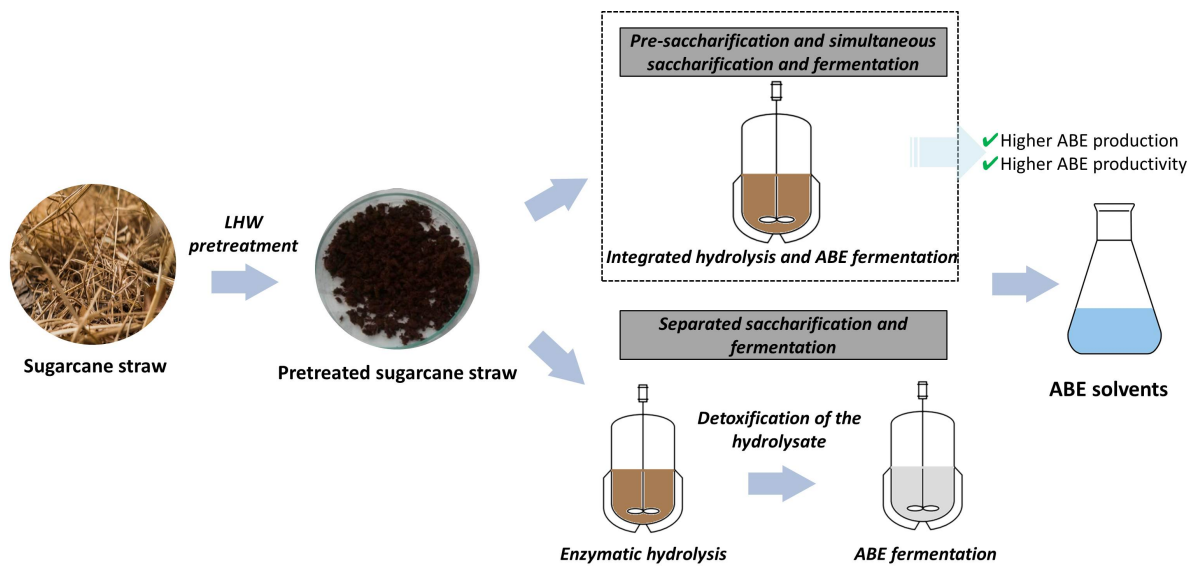 Pre-saccharification and simultaneous
saccharification and fermentation
✔Higher ABE production
✔Higher ABE productivity
LHW
pretreatment
Integrated hydrolysis and ABE fermentation
Sugarcane straw
Pretreated sugarcane straw
Separated saccharification and
fermentation
ABE solvents
Detoxification of the
hydrolysate
Enzymatic hydrolysis
ABE fermentation